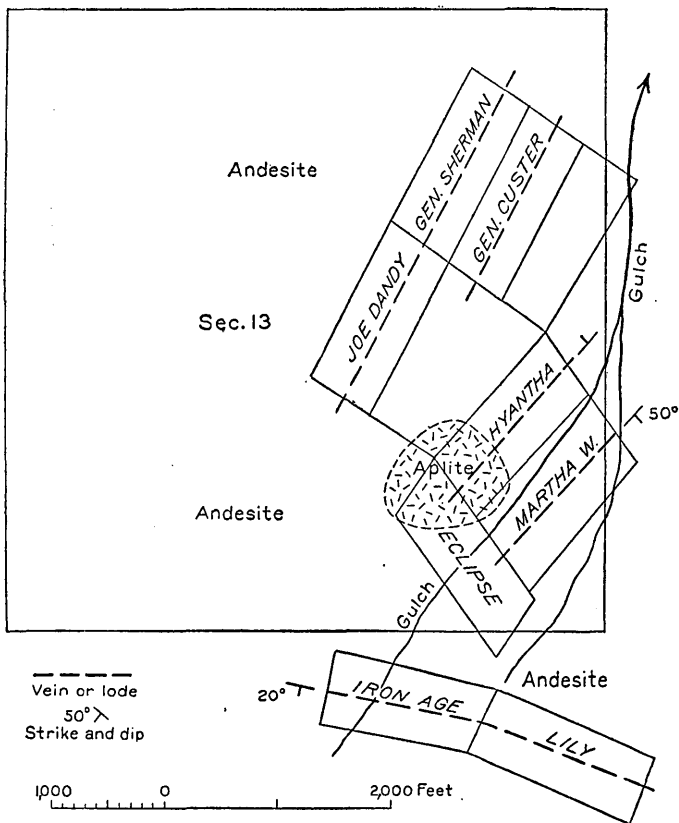 Andesite
GEN. SHERMAN
GEN. CUSTER
Gulch
JOE DANDY
Sec. 13
HYANTHA
50°
Aplite
MARTHA W.
Andesite
ECLIPSE
Gulch
Andesite
20°
IRON AGE
LILY
Vein or lode
50°
Strike and dip
1,000 0 2,000 Feet